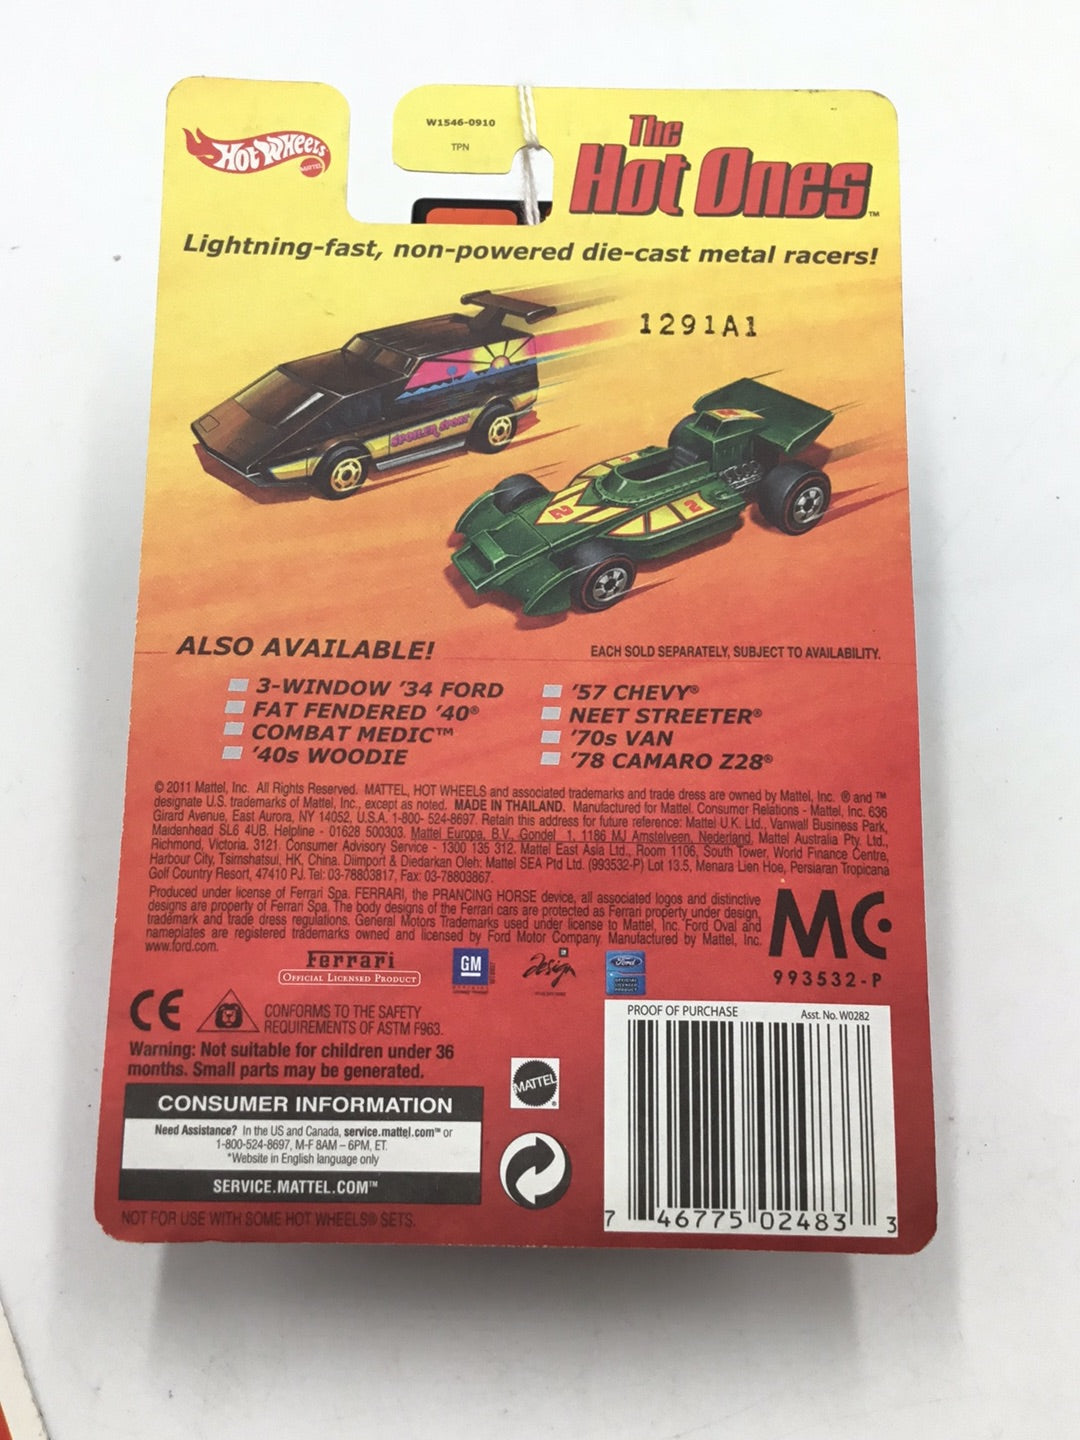 Hot Wheels
MATTEL
W1546-0910
TPN
The
Hot Ones™
Lightning-fast, non-powered die-cast metal racers!
1291A1
SPOILER SPORT
2
2
ALSO AVAILABLE!
EACH SOLD SEPARATELY, SUBJECT TO AVAILABILITY.
3-WINDOW '34 FORD
FAT FENDERED '40®
COMBAT MEDIC™
'40s WOODIE
'57 CHEVY®
NEET STREETER®
'70s VAN
'78 CAMARO Z28®
© 2011 Mattel, Inc. All Rights Reserved. MATTEL, HOT WHEELS and associated trademarks and trade dress are owned by Mattel, Inc. ® and ™
designate U.S. trademarks of Mattel, Inc., except as noted. MADE IN THAILAND. Manufactured for Mattel. Consumer Relations - Mattel, Inc. 636
Girard Avenue, East Aurora, NY 14052, U.S.A. 1-800- 524-8697. Retain this address for future reference: Mattel U.K. Ltd., Vanwall Business Park,
Maidenhead SL6 4UB. Helpline - 01628 500303. Mattel Europa, B.V., Gondel 1, 1186 MJ Amstelveen, Nederland. Mattel Australia Pty. Ltd.,
Richmond, Victoria. 3121. Consumer Advisory Service - 1300 135 312. Mattel East Asia Ltd., Room 1106, South Tower, World Finance Centre,
Harbour City, Tsimshatsui, HK, China. Diimport & Diedarkan Oleh: Mattel SEA Ptd Ltd. (993532-P) Lot 13.5, Menara Lien Hoe, Persiaran Tropicana
Golf Country Resort, 47410 PJ. Tel: 03-78803817, Fax: 03-78803867.
Produced under license of Ferrari Spa. FERRARI, the PRANCING HORSE device, all associated logos and distinctive
designs are property of Ferrari Spa. The body designs of the Ferrari cars are protected as Ferrari property under design,
trademark and trade dress regulations. General Motors Trademarks used under license to Mattel, Inc. Ford Oval and
nameplates are registered trademarks owned and licensed by Ford Motor Company. Manufactured by Mattel, Inc.
www.ford.com.
MC
993532-P
Ferrari
OFFICIAL LICENSED PRODUCT
GM
Design
Ford
OFFICIAL
LICENSED
PRODUCT
CE
CONFORMS TO THE SAFETY
REQUIREMENTS OF ASTM F963.
Warning: Not suitable for children under 36
months. Small parts may be generated.
CONSUMER INFORMATION
Need Assistance? In the US and Canada, service.mattel.com™ or
1-800-524-8697, M-F 8AM – 6PM, ET.
*Website in English language only
SERVICE.MATTEL.COM™
NOT FOR USE WITH SOME HOT WHEELS® SETS.
MATTEL
PROOF OF PURCHASE
Asst. No. W0282
7 46775 02483 3